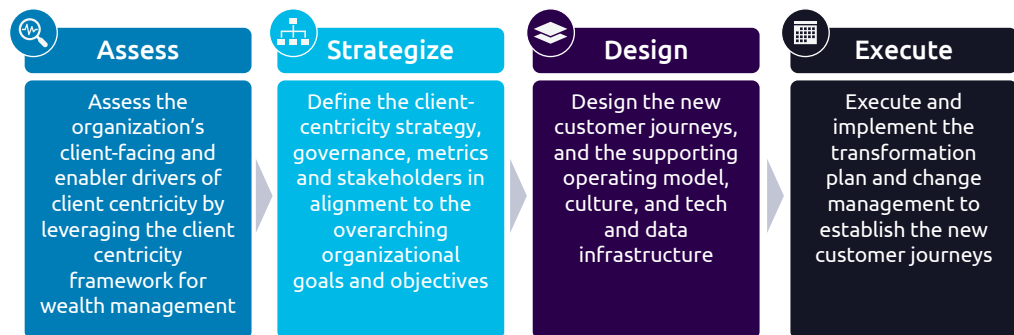 Assess
Assess the
organization's
client-facing and
enabler drivers of
client centricity by
leveraging the client
centricity
framework for
wealth management
Strategize
Define the client-
centricity strategy,
governance, metrics
and stakeholders in
alignment to the
overarching
organizational
goals and objectives
Design
Design the new
customer journeys,
and the supporting
operating model,
culture, and tech
and data
infrastructure
Execute
Execute and
implement the
transformation
plan and change
management to
establish the new
customer journeys